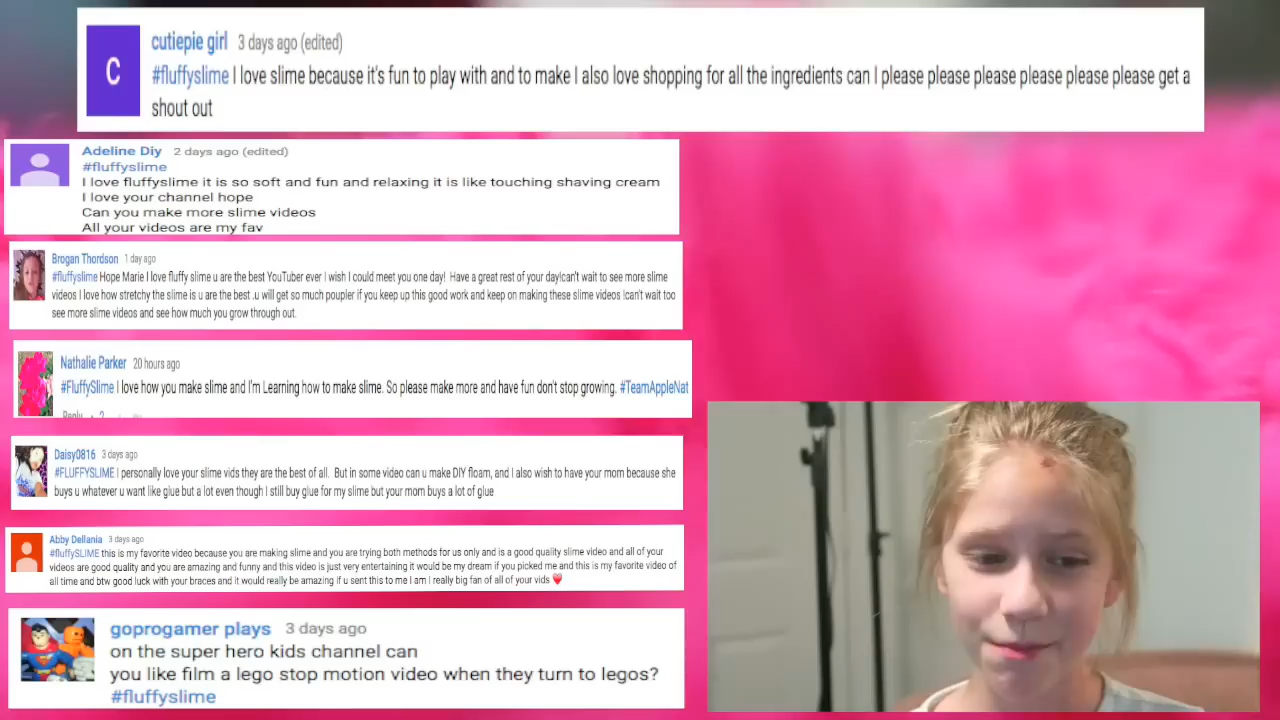 C
cutiepie girl 3 days ago (edited)
#fluffyslime I love slime because it's fun to play with and to make I also love shopping for all the ingredients can I please please please please please please get a
shout out
Adeline Diy 2 days ago (edited)
#fluffyslime
I love fluffyslime it is so soft and fun and relaxing it is like touching shaving cream
I love your channel hope
Can you make more slime videos
All your videos are my fav
Brogan Thordson 1 day ago
#fluffyslime Hope Marie I love fluffy slime u are the best YouTuber ever I wish I could meet you one day! Have a great rest of your day!can't wait to see more slime
videos I love how stretchy the slime is u are the best .u will get so much poupler if you keep up this good work and keep on making these slime videos !can't wait too
see more slime videos and see how much you grow through out.
Nathalie Parker 20 hours ago
#FluffySlime I love how you make slime and I'm Learning how to make slime. So please make more and have fun don't stop growing. #TeamAppleNat
Daisy0816 3 days ago
#FLUFFYSLIME I personally love your slime vids they are the best of all. But in some video can u make DIY floam, and I also wish to have your mom because she
buys u whatever u want like glue but a lot even though I still buy glue for my slime but your mom buys a lot of glue
Abby Dellania 3 days ago
#fluffySLIME this is my favorite video because you are making slime and you are trying both methods for us only and is a good quality slime video and all of your
videos are good quality and you are amazing and funny and this video is just very entertaining it would be my dream if you picked me and this is my favorite video of
all time and btw good luck with your braces and it would really be amazing if u sent this to me I am I really big fan of all of your vids ❤
goprogamer plays 3 days ago
on the super hero kids channel can
you like film a lego stop motion video when they turn to legos?
#fluffyslime